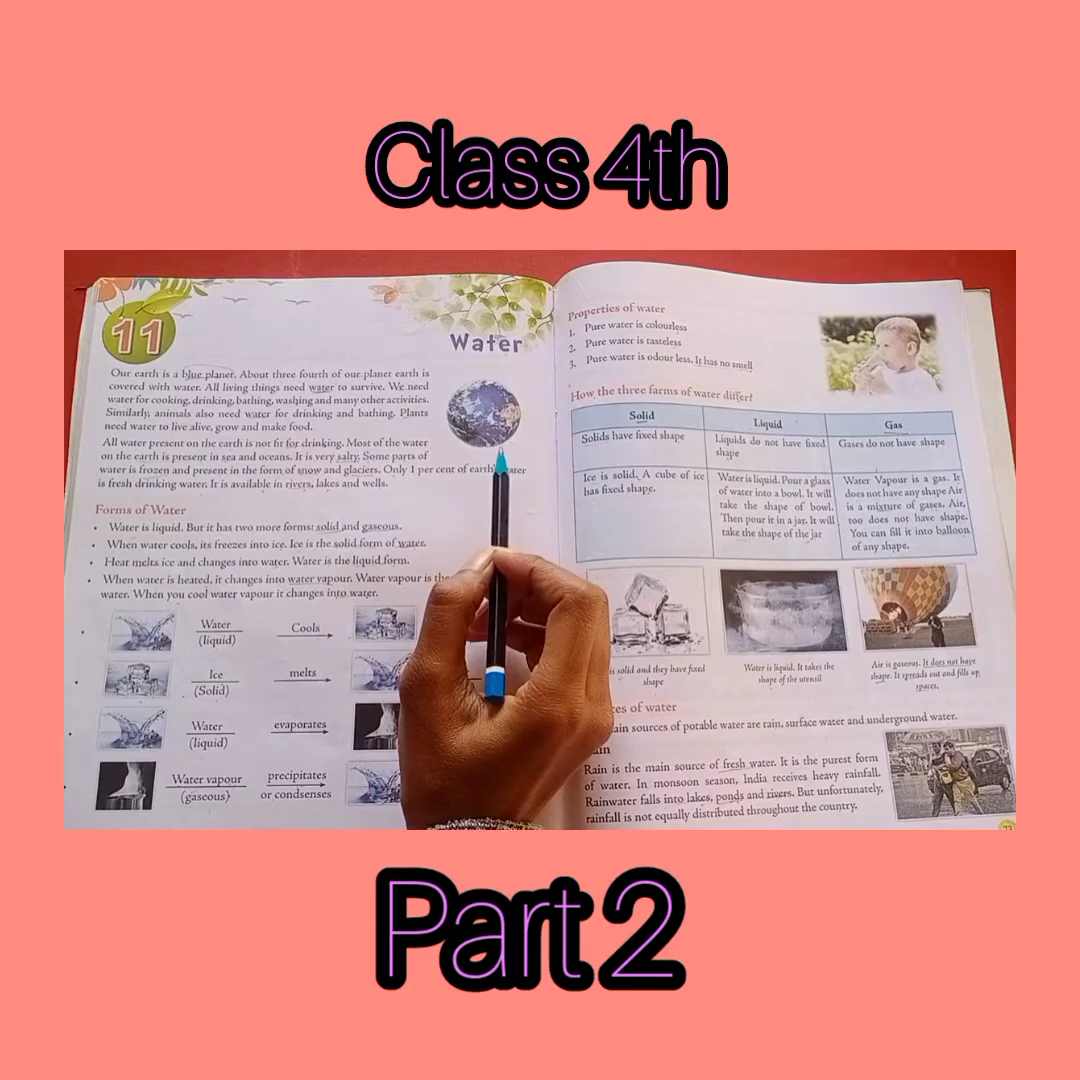 Class 4th
11
Water
Our earth is a blue planet. About three fourth of our planet earth is
covered with water. All living things need water to survive. We need
water for cooking, drinking, bathing, washing and many other activities.
Similarly, animals also need water for drinking and bathing. Plants
need water to live alive, grow and make food.
All water present on the earth is not fit for drinking. Most of the water
on the earth is present in sea and oceans. It is very salty. Some parts of
water is frozen and present in the form of snow and glaciers. Only 1 per cent of earth's water
is fresh drinking water. It is available in rivers, lakes and wells.
Forms of Water
• Water is liquid. But it has two more forms: solid and gaseous.
• When water cools, its freezes into ice. Ice is the solid form of water.
• Heat melts ice and changes into water. Water is the liquid form.
• When water is heated, it changes into water vapour. Water vapour is the
water. When you cool water vapour it changes into water.
Water
(liquid)
Cools
Ice
(Solid)
melts
Water
(liquid)
evaporates
Water vapour
(gaseous)
precipitates
or condenses
Properties of water
1. Pure water is colourless
2. Pure water is tasteless
3. Pure water is odour less. It has no smell
How the three farms of water differ?
Solid Liquid Gas
Solids have fixed shape
Liquids do not have fixed
shape
Gases do not have shape
Ice is solid. A cube of ice
has fixed shape.
Water is liquid. Pour a glass
of water into a bowl. It will
take the shape of bowl.
Then pour it in a jar. It will
take the shape of the jar
Water Vapour is a gas. It
does not have any shape Air
is a mixture of gases. Air,
too does not have shape.
You can fill it into balloon
of any shape.
is solid and they have fixed
shape
Water is liquid. It takes the
shape of the utensil
Air is gaseous. It does not have
shape. It spreads out and fills up
spaces.
of water
sources of potable water are rain, surface water and underground water.
Rain is the main source of fresh water. It is the purest form
of water. In monsoon season, India receives heavy rainfall.
Rainwater falls into lakes, ponds and rivers. But unfortunately,
rainfall is not equally distributed throughout the country.
Part 2